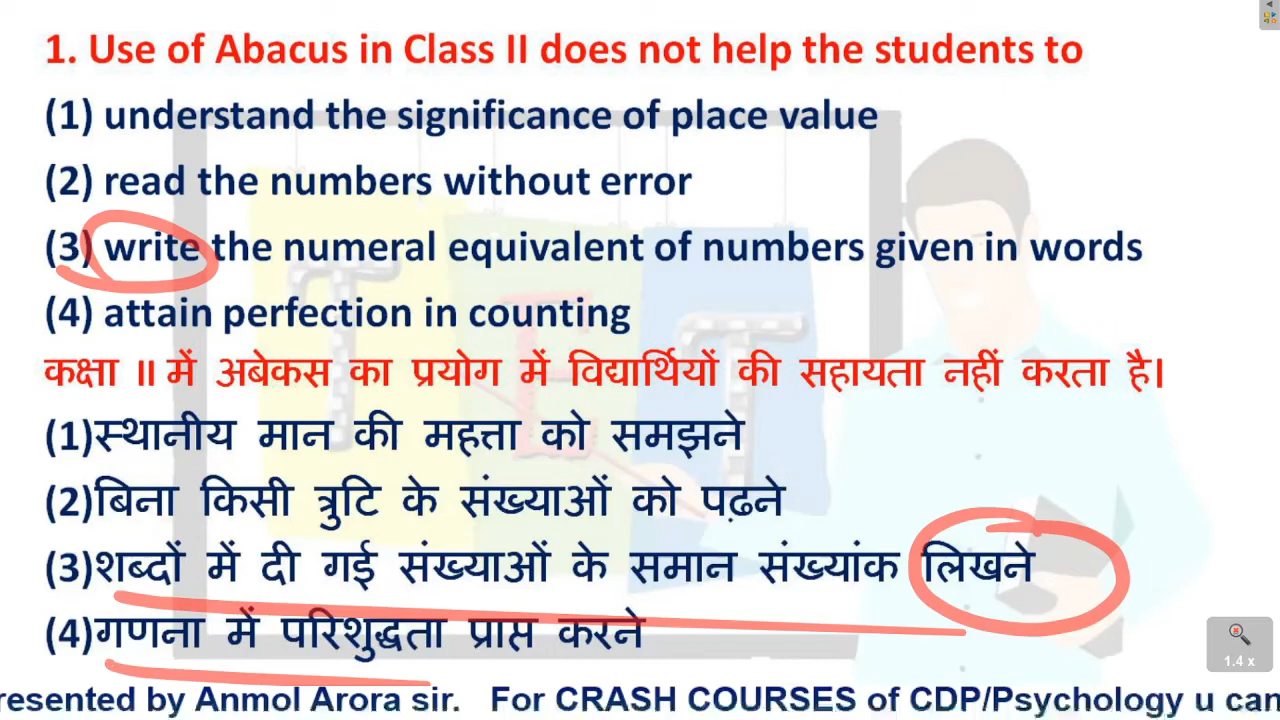 1. Use of Abacus in Class II does not help the students to
(1) understand the significance of place value
(2) read the numbers without error
(3) write the numeral equivalent of numbers given in words
(4) attain perfection in counting
कक्षा II में अबेकस का प्रयोग में विद्यार्थियों की सहायता नहीं करता है।
(1)स्थानीय मान की महत्ता को समझने
(2)बिना किसी त्रुटि के संख्याओं को पढ़ने
(3)शब्दों में दी गई संख्याओं के समान संख्यांक लिखने
(4)गणना में परिशुद्धता प्राप्त करने
resented by Anmol Arora sir. For CRASH COURSES of CDP/Psychology u can
1.4 x
TET